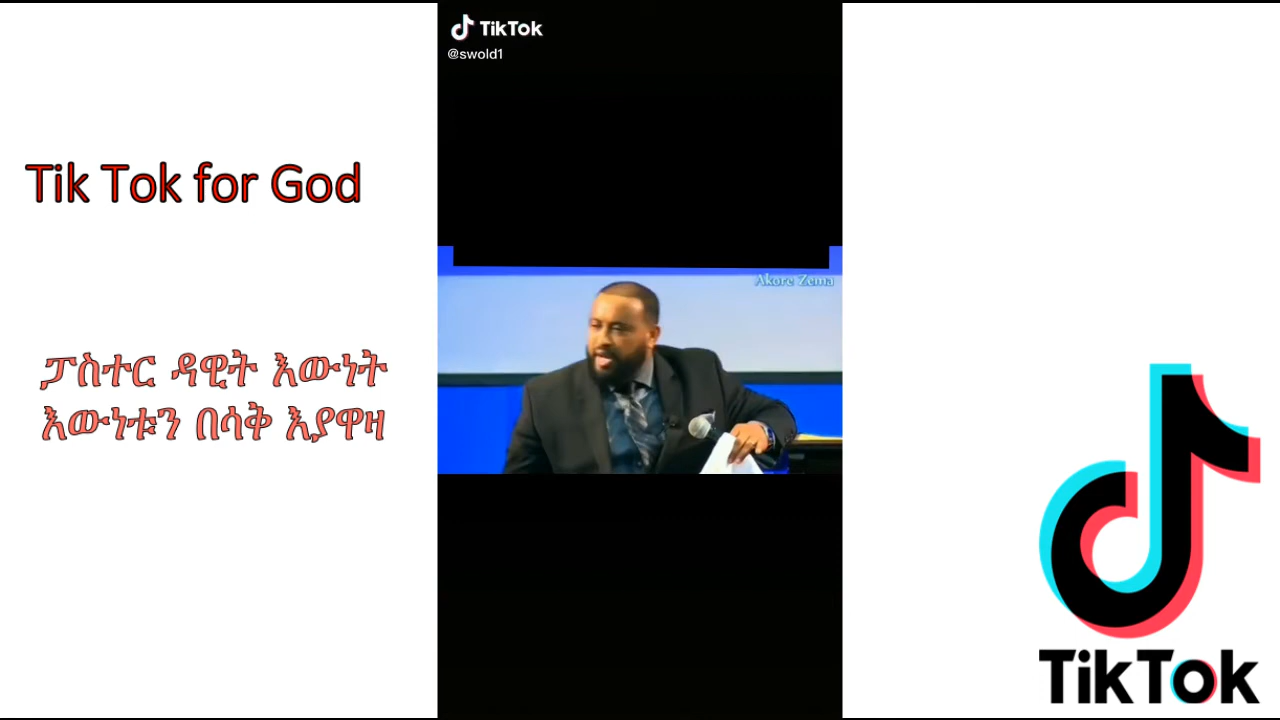 TikTok
@swold1
Tik Tok for God
Akore Zema
ፓስተር ዳዊት እውነት
እውነቱን በሳቅ እያዋዛ
TikTok